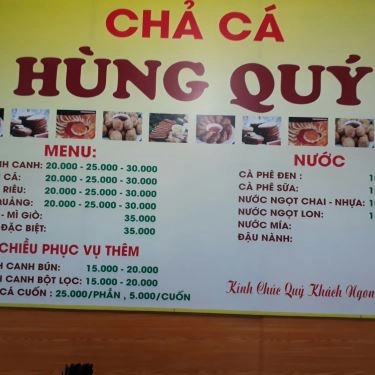 CHẢ CÁ
HÙNG QUÝ
MENU:
CANH: 20.000 - 25.000 - 30.000
CÁ: 20.000 - 25.000 - 30.000
RIÊU: 20.000 - 25.000 - 30.000
20.000 - 25.000 - 30.000
- MÌ GIÒ: 35.000
ĐẶC BIỆT: 35.000
CHIỀU PHỤC VỤ THÊM
CANH BÚN: 15.000 - 20.000
CANH BỘT LỌC: 15.000 - 20.000
CÁ CUỐN : 25.000/PHẦN , 5.000/CUỐN
NƯỚC
CÀ PHÊ ĐEN :
CÀ PHÊ SỮA:
NƯỚC NGỌT CHAI - NHỰA:
NƯỚC NGỌT LON:
NƯỚC MÍA:
ĐẬU NÀNH:
Kính Chúc Quý Khách Ngon